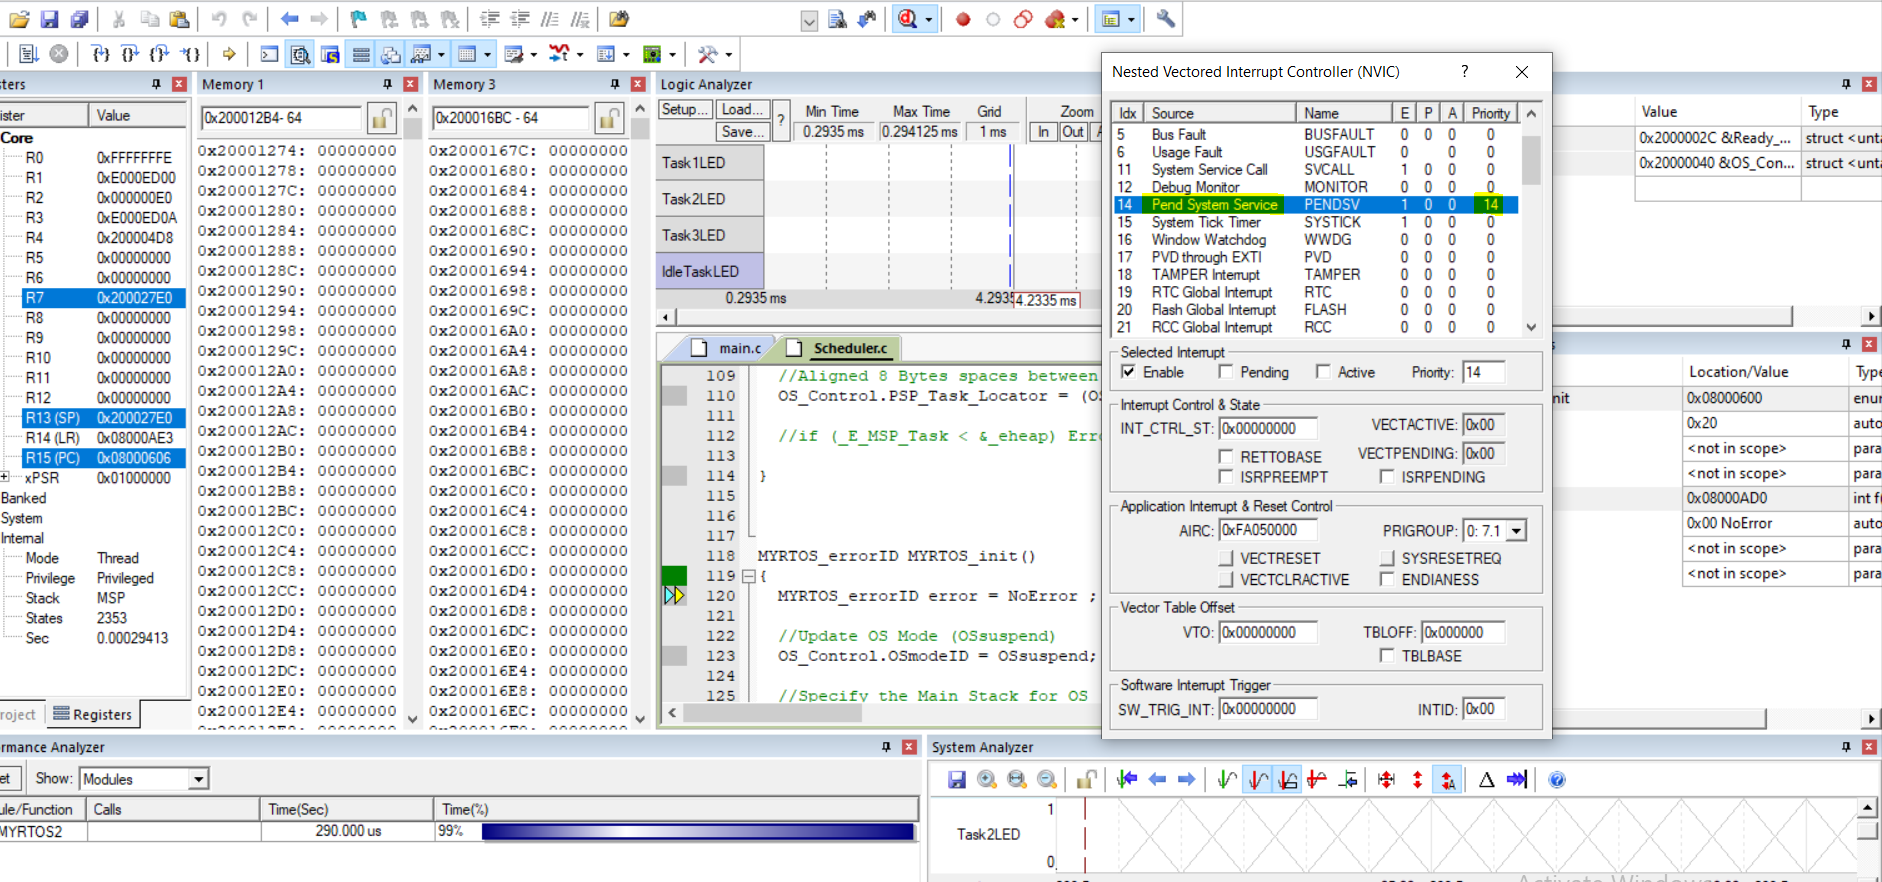 sters
Memory 1
Memory 3
Logic Analyzer
Nested Vectored Interrupt Controller (NVIC)
?
ister Value
Core
R0 0xFFFFFFFE
R1 0xE000ED00
R2 0x000000E0
R3 0xE000ED0A
R4 0x200004D8
R5 0x00000000
R6 0x00000000
R7 0x200027E0
R8 0x00000000
R9 0x00000000
R10 0x00000000
R11 0x00000000
R12 0x00000000
R13 (SP) 0x200027E0
R14 (LR) 0x08000AE3
R15 (PC) 0x08000606
xPSR 0x01000000
Banked
System
Internal
Mode Thread
Privilege Privileged
Stack MSP
States 2353
Sec 0.00029413
roject Registers
0x200012B4- 64
0x20001274: 00000000
0x20001278: 00000000
0x2000127C: 00000000
0x20001280: 00000000
0x20001284: 00000000
0x20001288: 00000000
0x2000128C: 00000000
0x20001290: 00000000
0x20001294: 00000000
0x20001298: 00000000
0x2000129C: 00000000
0x200012A0: 00000000
0x200012A4: 00000000
0x200012A8: 00000000
0x200012AC: 00000000
0x200012B0: 00000000
0x200012B4: 00000000
0x200012B8: 00000000
0x200012BC: 00000000
0x200012C0: 00000000
0x200012C4: 00000000
0x200012C8: 00000000
0x200012CC: 00000000
0x200012D0: 00000000
0x200012D4: 00000000
0x200012D8: 00000000
0x200012DC: 00000000
0x200012E0: 00000000
0x200012E4: 00000000
0x200016BC - 64
0x2000167C: 00000000
0x20001680: 00000000
0x20001684: 00000000
0x20001688: 00000000
0x2000168C: 00000000
0x20001690: 00000000
0x20001694: 00000000
0x20001698: 00000000
0x2000169C: 00000000
0x200016A0: 00000000
0x200016A4: 00000000
0x200016A8: 00000000
0x200016AC: 00000000
0x200016B0: 00000000
0x200016B4: 00000000
0x200016B8: 00000000
0x200016BC: 00000000
0x200016C0: 00000000
0x200016C4: 00000000
0x200016C8: 00000000
0x200016CC: 00000000
0x200016D0: 00000000
0x200016D4: 00000000
0x200016D8: 00000000
0x200016DC: 00000000
0x200016E0: 00000000
0x200016E4: 00000000
0x200016E8: 00000000
0x200016EC: 00000000
Setup... Load... ? Min Time Max Time Grid Zoom
Save... 0.2935 ms 0.294125 ms 1 ms In Out
Task1LED
Task2LED
Task3LED
IdleTaskLED
0.2935 ms 4.2935 4.2335 ms
main.c Scheduler.c
109 //Aligned 8 Bytes spaces between
110 OS_Control.PSP_Task_Locator = (OS
111
112 //if (_E_MSP_Task < &_eheap) Erro
113
114 }
115
116
117
118 MYRTOS_errorID MYRTOS_init()
119 {
120 MYRTOS_errorID error = NoError ;
121
122 //Update OS Mode (OSsuspend)
123 OS_Control.OSmodeID = OSsuspend;
124
125 //Specify the Main Stack for OS
Idx Source Name E P A Priority
5 Bus Fault BUSFAULT 0 0 0 0
6 Usage Fault USGFAULT 0 0 0 0
11 System Service Call SVCALL 1 0 0 0
12 Debug Monitor MONITOR 0 0 0 0
14 Pend System Service PENDSV 1 0 0 14
15 System Tick Timer SYSTICK 1 0 0 0
16 Window Watchdog WWDG 0 0 0 0
17 PVD through EXTI PVD 0 0 0 0
18 TAMPER Interrupt TAMPER 0 0 0 0
19 RTC Global Interrupt RTC 0 0 0 0
20 Flash Global Interrupt FLASH 0 0 0 0
21 RCC Global Interrupt RCC 0 0 0 0
Selected Interrupt
Enable Pending Active Priority: 14
Interrupt Control & State
INT_CTRL_ST: 0x00000000 VECTACTIVE: 0x00
RETTOBASE VECTPENDING: 0x00
ISRPREEMPT ISRPENDING
Application Interrupt & Reset Control
AIRC: 0xFA050000 PRIGROUP: 0: 7.1
VECTRESET SYSRESETREQ
VECTCLRACTIVE ENDIANESS
Vector Table Offset
VTO: 0x00000000 TBLOFF: 0x000000
TBLBASE
Software Interrupt Trigger
SW_TRIG_INT: 0x00000000 INTID: 0x00
Value Type
0x2000002C &Ready_... struct <unta
0x20000040 &OS_Con... struct <unta
Location/Value Type
nit 0x08000600 enum
0x20 auto
<not in scope> para
<not in scope> para
0x08000AD0 int f(
0x00 NoError auto
<not in scope> para
<not in scope> para
ormance Analyzer
et Show: Modules
ule/Function Calls Time(Sec) Time(%)
MYRTOS2 290.000 us 99%
System Analyzer
1
Task2LED
0